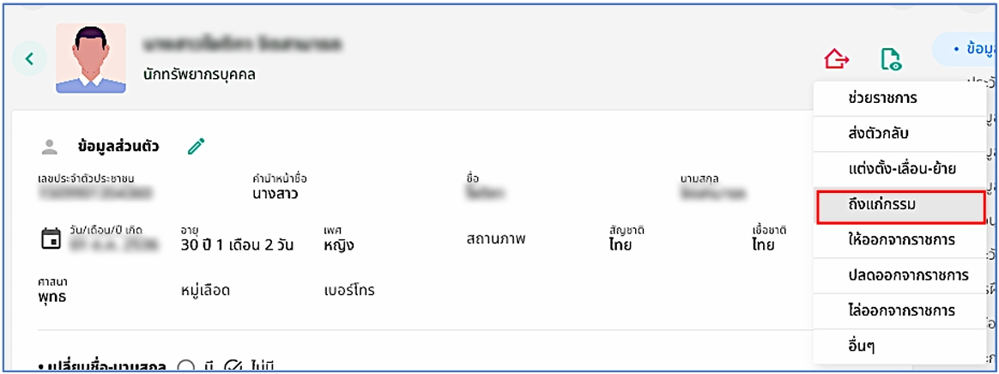 นักทรัพยากรบุคคล
• ข้อมู
ช่วยราชการ
ส่งตัวกลับ
แต่งตั้ง-เลื่อน-ย้าย
ถึงแก่กรรม
ให้ออกจากราชการ
ปลดออกจากราชการ
ไล่ออกจากราชการ
อื่นๆ
ข้อมูลส่วนตัว
เลขประจำตัวประชาชน คำนำหน้าชื่อ ชื่อ นามสกุล
นางสาว
วัน/เดือน/ปี เกิด อายุ เพศ สถานภาพ สัญชาติ เชื้อชาติ
30 ปี 1 เดือน 2 วัน หญิง ไทย ไทย
ศาสนา หมู่เลือด เบอร์โทร
พุทธ
• เปลี่ยนชื่อ-นามสกุล มี ไม่มี